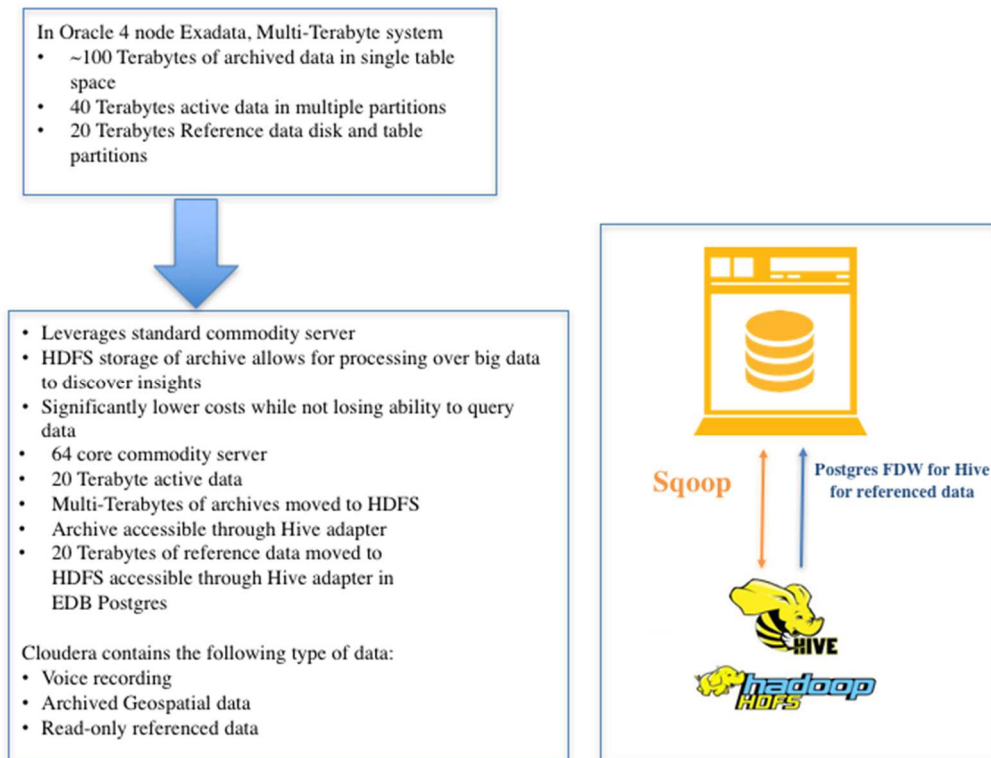 In Oracle 4 node Exadata, Multi-Terabyte system
• ~100 Terabytes of archived data in single table
space
• 40 Terabytes active data in multiple partitions
• 20 Terabytes Reference data disk and table
partitions
• Leverages standard commodity server
• HDFS storage of archive allows for processing over big data
to discover insights
• Significantly lower costs while not losing ability to query
data
• 64 core commodity server
• 20 Terabyte active data
• Multi-Terabytes of archives moved to HDFS
• Archive accessible through Hive adapter
• 20 Terabytes of reference data moved to
HDFS accessible through Hive adapter in
EDB Postgres
Cloudera contains the following type of data:
• Voice recording
• Archived Geospatial data
• Read-only referenced data
Sqoop
Postgres FDW for Hive
for referenced data
HIVE
hadoop
HDFS